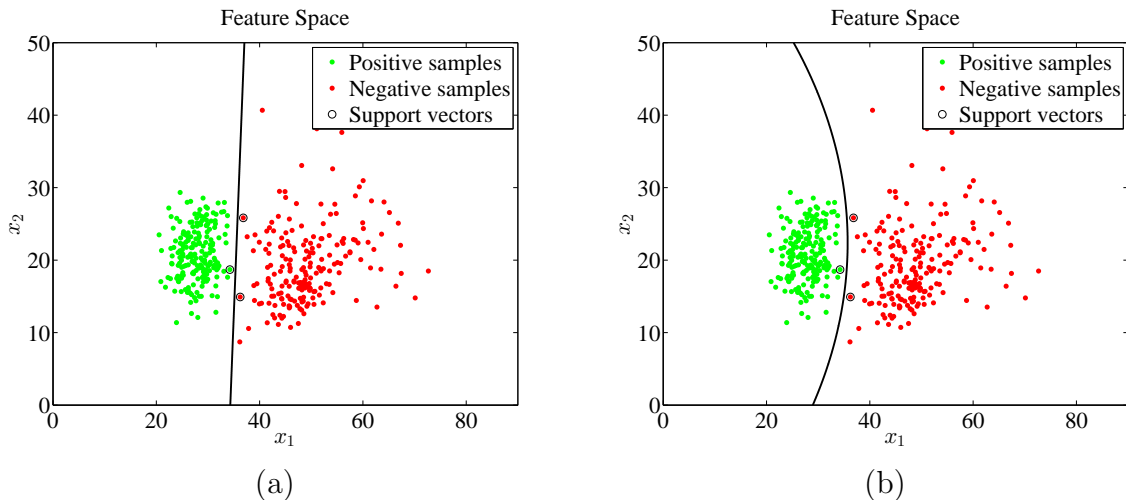 Feature Space
50
40
30
20
10
0
x2
0 20 40 60 80
x1
Positive samples
Negative samples
Support vectors
(a)
Feature Space
50
40
30
20
10
0
x2
0 20 40 60 80
x1
Positive samples
Negative samples
Support vectors
(b)